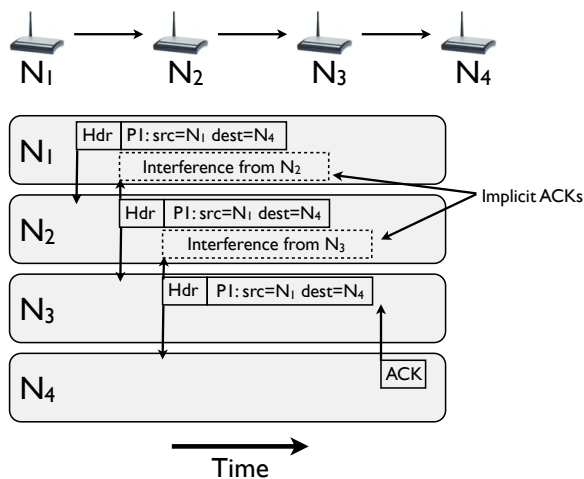 N1 N2 N3 N4
N1
Hdr P1: src=N1 dest=N4
Interference from N2
Implicit ACKs
N2
Hdr P1: src=N1 dest=N4
Interference from N3
N3
Hdr P1: src=N1 dest=N4
N4
ACK
Time